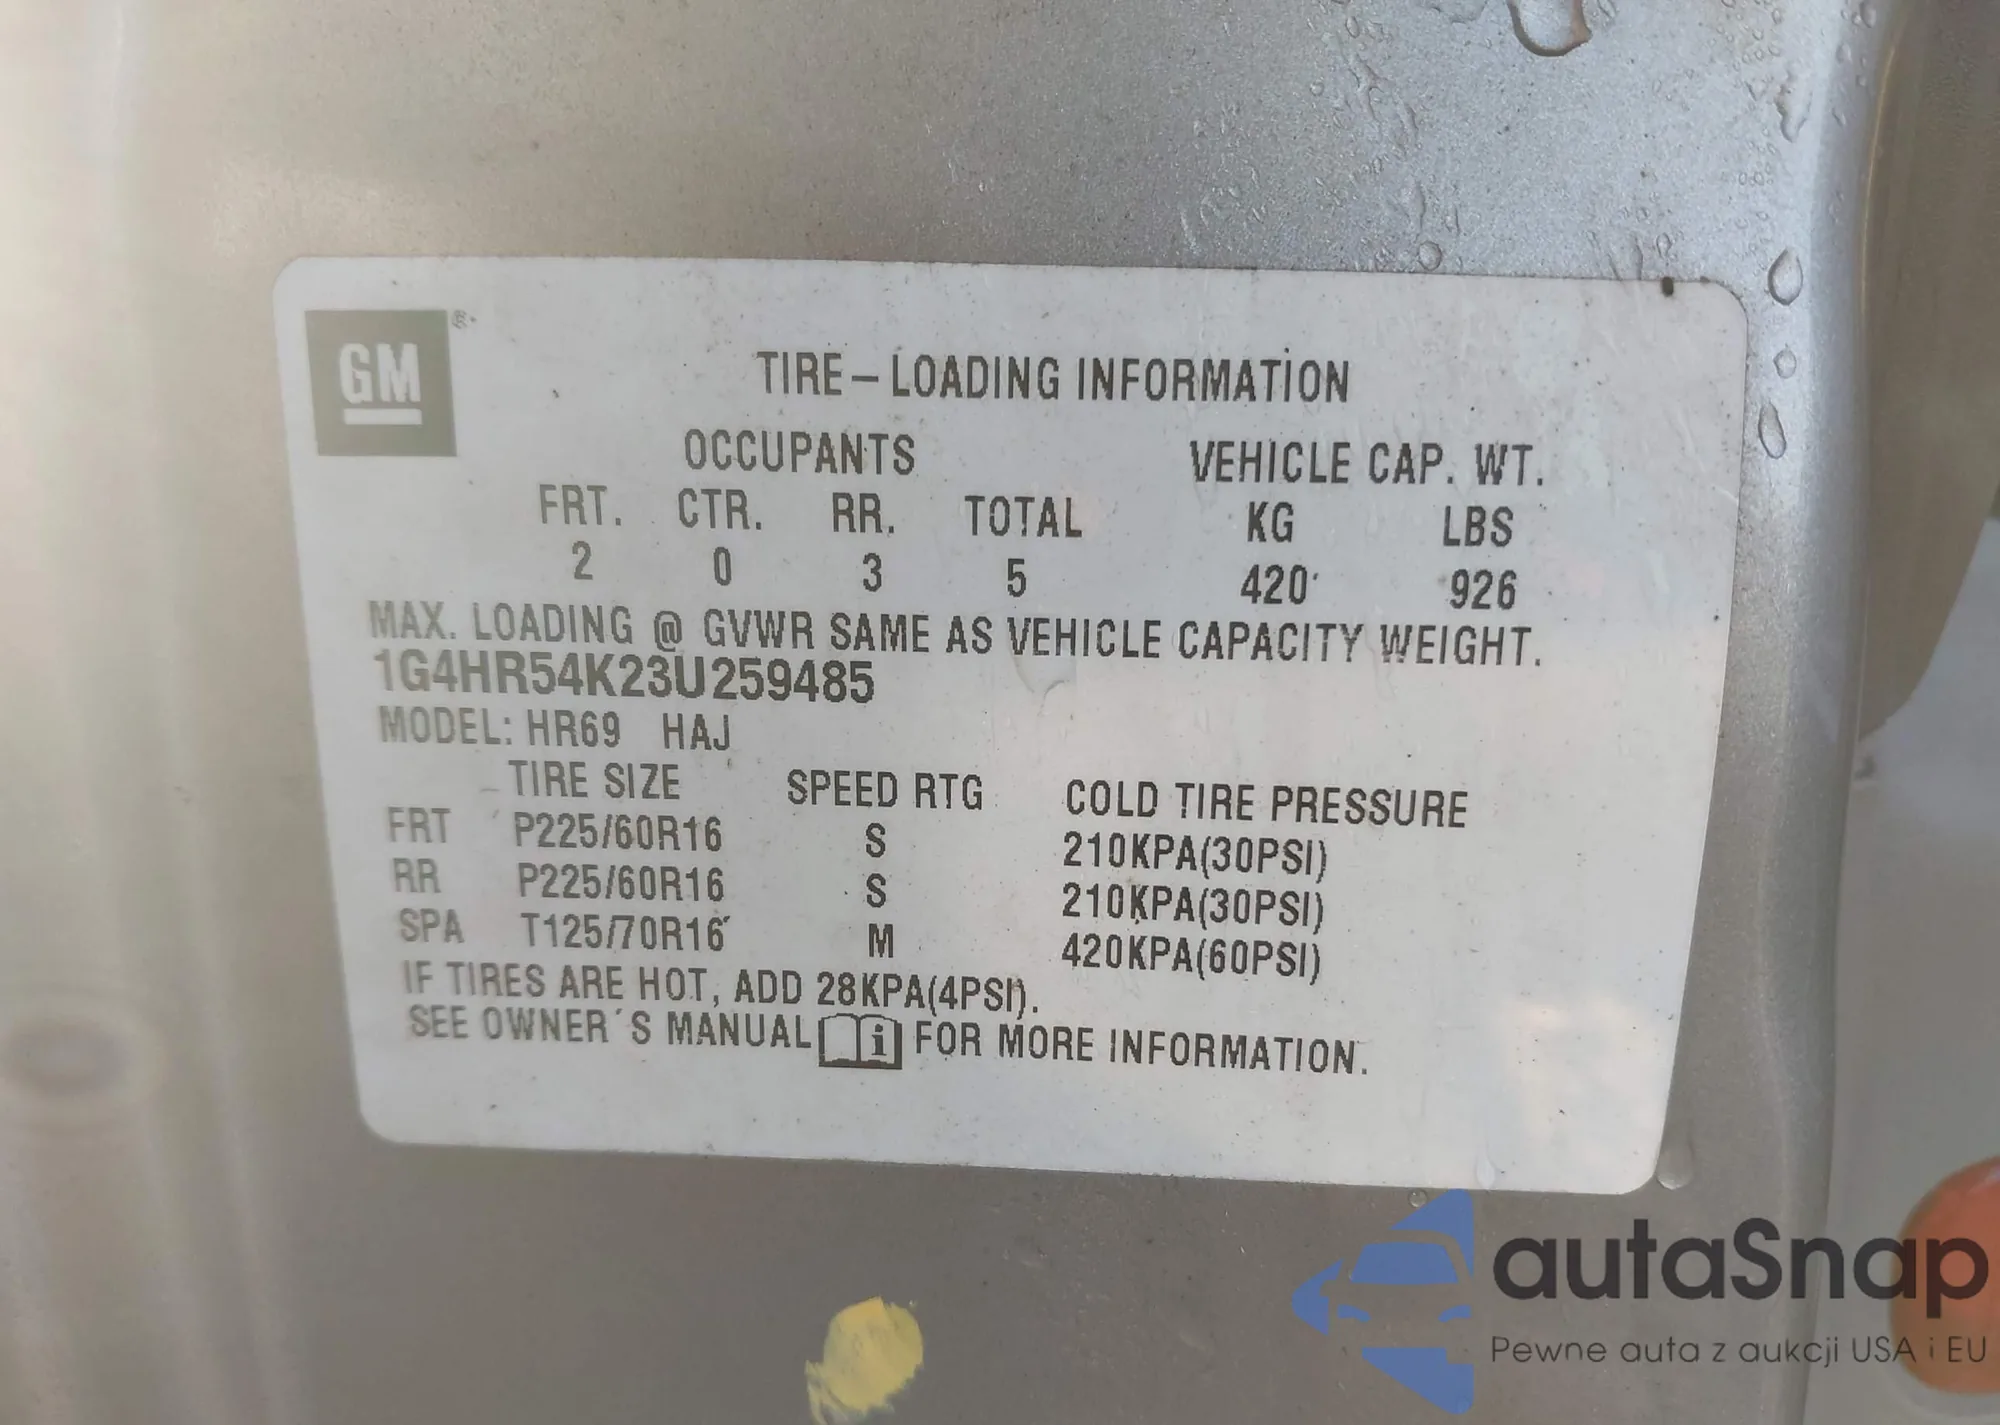 GM ®
TIRE – LOADING INFORMATION
OCCUPANTS VEHICLE CAP. WT.
FRT. CTR. RR. TOTAL KG LBS
2 0 3 5 420 926
MAX. LOADING @ GVWR SAME AS VEHICLE CAPACITY WEIGHT.
1G4HR54K23U259485
MODEL: HR69 HAJ
TIRE SIZE SPEED RTG COLD TIRE PRESSURE
FRT P225/60R16 S 210KPA(30PSI)
RR P225/60R16 S 210KPA(30PSI)
SPA T125/70R16 M 420KPA(60PSI)
IF TIRES ARE HOT, ADD 28KPA(4PSI).
SEE OWNER´S MANUAL i FOR MORE INFORMATION.
autaSnap
Pewne auta z aukcji USA i EU